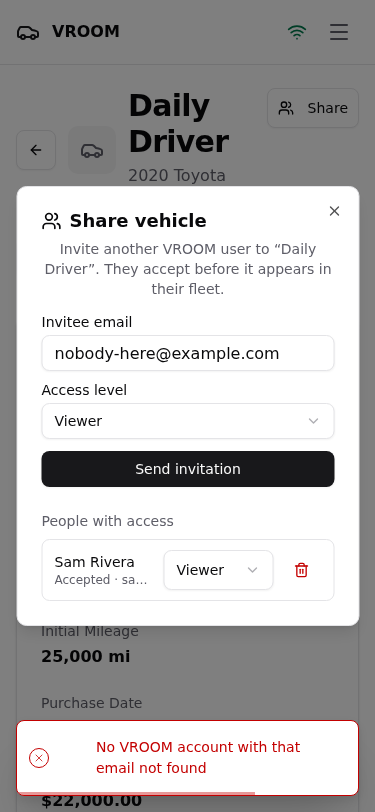 VROOM
Daily
Driver
Share
2020 Toyota
Share vehicle
Invite another VROOM user to “Daily
Driver”. They accept before it appears in
their fleet.
Invitee email
nobody-here@example.com
Access level
Viewer
Send invitation
People with access
Sam Rivera
Accepted · sa...
Viewer
Initial Mileage
25,000 mi
Purchase Date
No VROOM account with that
email not found
$22,000.00